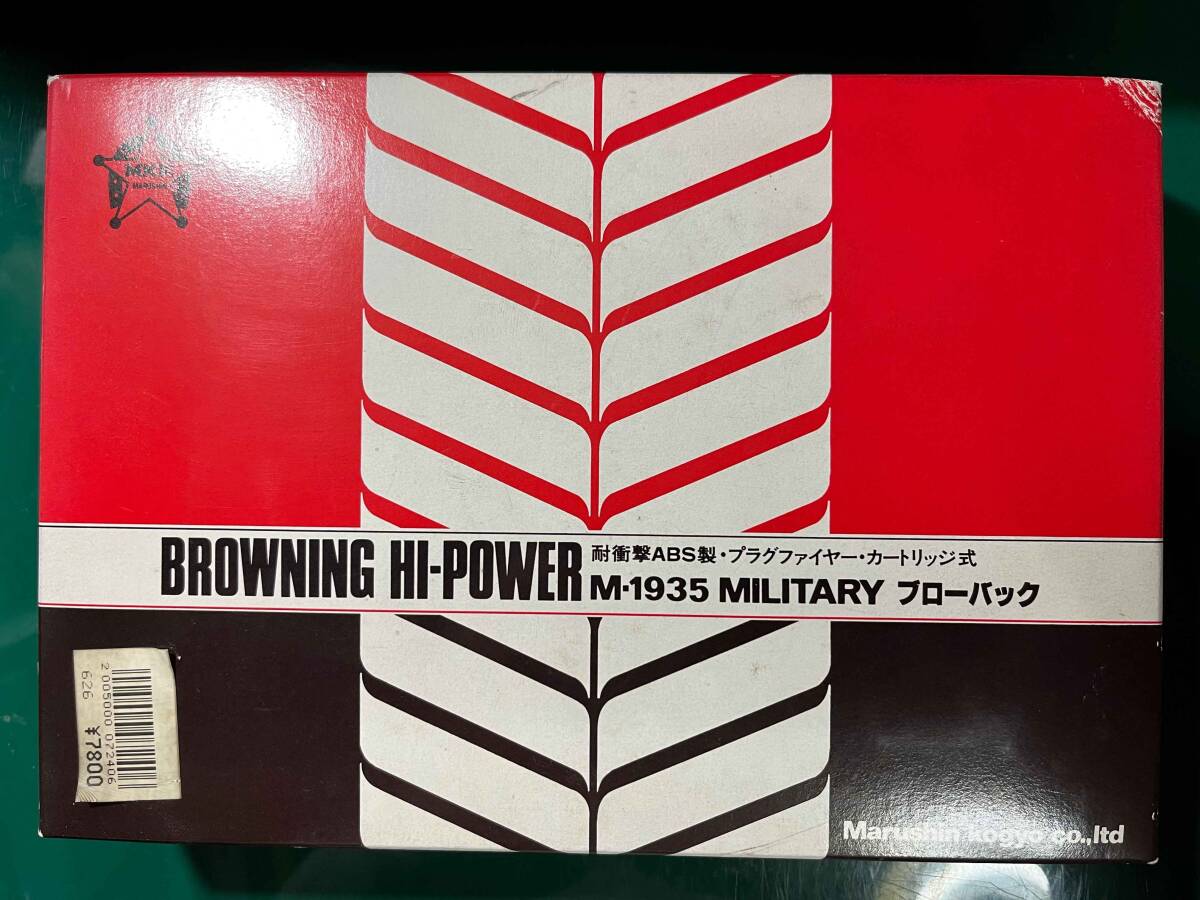 MARUSHIN
BROWNING HI-POWER
耐衝撃ABS製・プラグファイヤー・カートリッジ式
M-1935 MILITARY ブローバック
2 005000 072406
626 ¥7800
Marushin kogyo co.,ltd